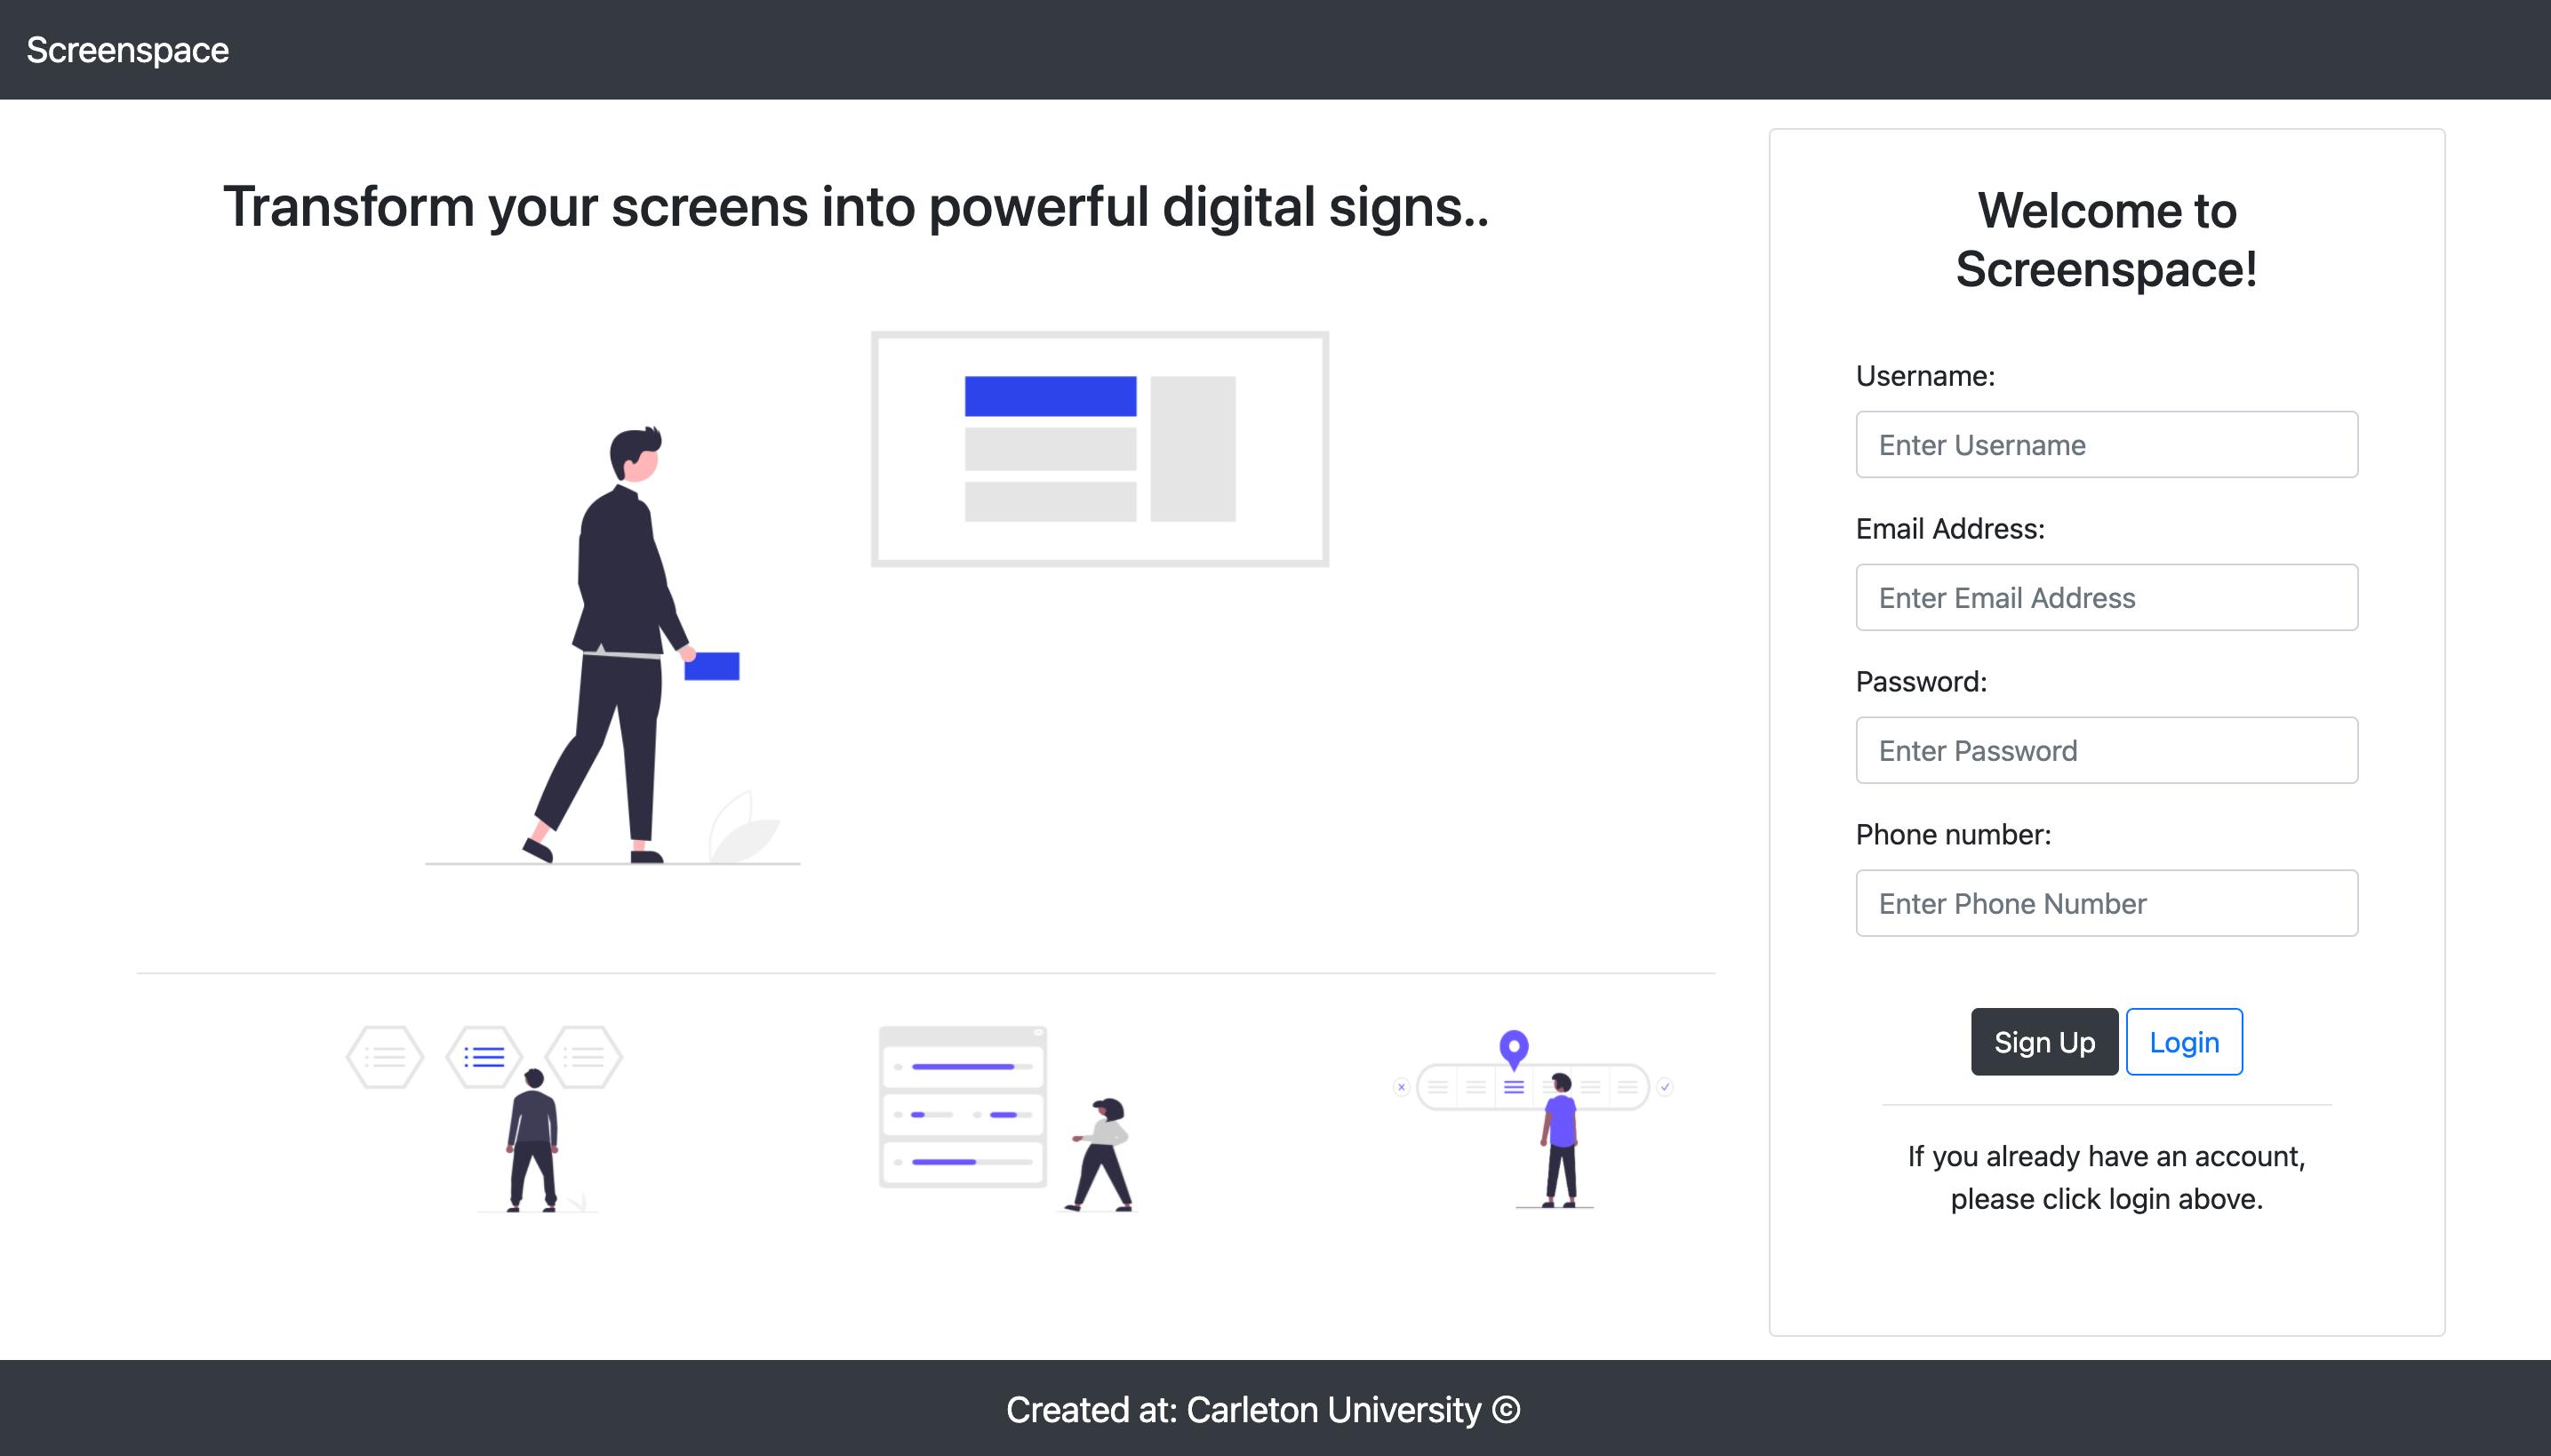 Screenspace
Transform your screens into powerful digital signs..
Welcome to
Screenspace!
Username:
Enter Username
Email Address:
Enter Email Address
Password:
Enter Password
Phone number:
Enter Phone Number
Sign Up
Login
If you already have an account,
please click login above.
Created at: Carleton University ©